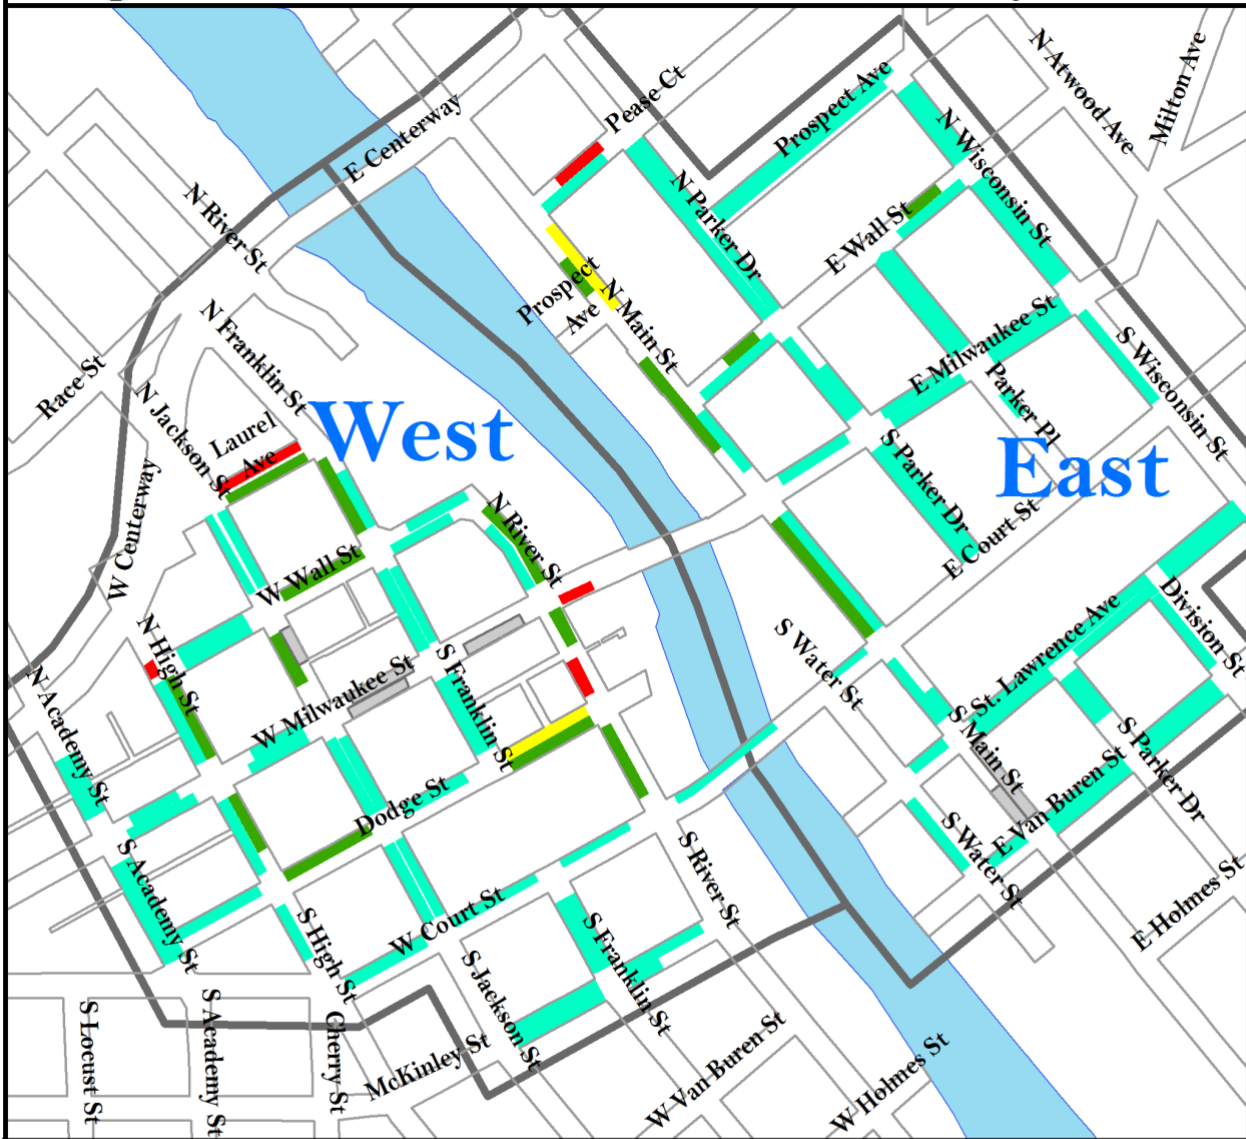 N Atwood Ave
Milton Ave
Pease Ct
Prospect Ave
E Centerway
N Wisconsin St
N River St
N Parker Dr
E Wall St
Prospect
Ave
N Main St
N Franklin St
E Milwaukee St
S Wisconsin St
Race St
N Jackson St
Laurel
Ave
West
Parker Pl
East
W Centerway
S Parker Dr
N River St
E Court St
W Wall St
Division St
St. Lawrence Ave
N High St
S Water St
S Franklin St
W Milwaukee St
N Academy St
S Main St
S Parker Dr
E Van Buren St
Dodge St
S Water St
S River St
S Academy St
E Holmes St
W Court St
S High St
S Franklin St
S Jackson St
S Locust St
S Academy St
Cherry St
McKinley St
W Van Buren St
W Holmes St